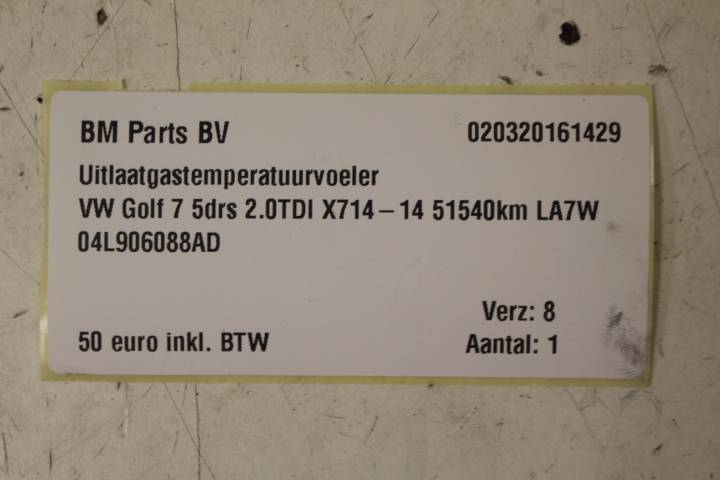 BM Parts BV 020320161429
Uitlaatgastemperatuurvoeler
VW Golf 7 5drs 2.0TDI X714-14 51540km LA7W
04L906088AD
Verz: 8
50 euro inkl. BTW Aantal: 1